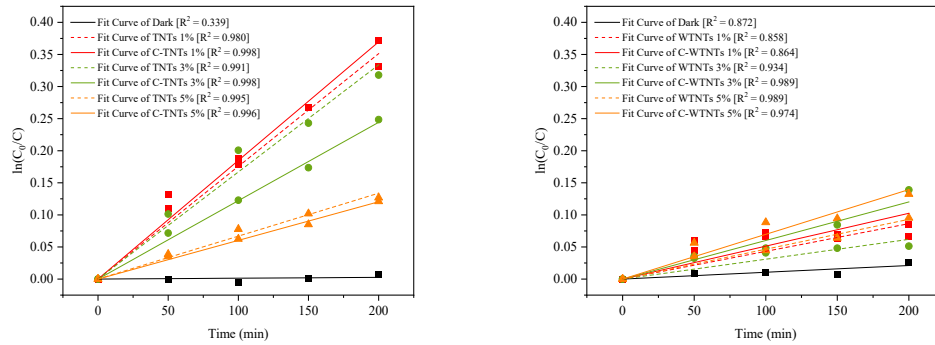 Fit Curve of Dark [R² = 0.339]
Fit Curve of TNTs 1% [R² = 0.980]
Fit Curve of C-TNTs 1% [R² = 0.998]
Fit Curve of TNTs 3% [R² = 0.991]
Fit Curve of C-TNTs 3% [R² = 0.998]
Fit Curve of TNTs 5% [R² = 0.995]
Fit Curve of C-TNTs 5% [R² = 0.996]
ln(C₀/C)
0.40
0.35
0.30
0.25
0.20
0.15
0.10
0.05
0.00
0 50 100 150 200
Time (min)
Fit Curve of Dark [R² = 0.872]
Fit Curve of WTNTs 1% [R² = 0.858]
Fit Curve of C-WTNTs 1% [R² = 0.864]
Fit Curve of WTNTs 3% [R² = 0.934]
Fit Curve of C-WTNTs 3% [R² = 0.989]
Fit Curve of WTNTs 5% [R² = 0.989]
Fit Curve of C-WTNTs 5% [R² = 0.974]
ln(C₀/C)
0.40
0.35
0.30
0.25
0.20
0.15
0.10
0.05
0.00
0 50 100 150 200
Time (min)